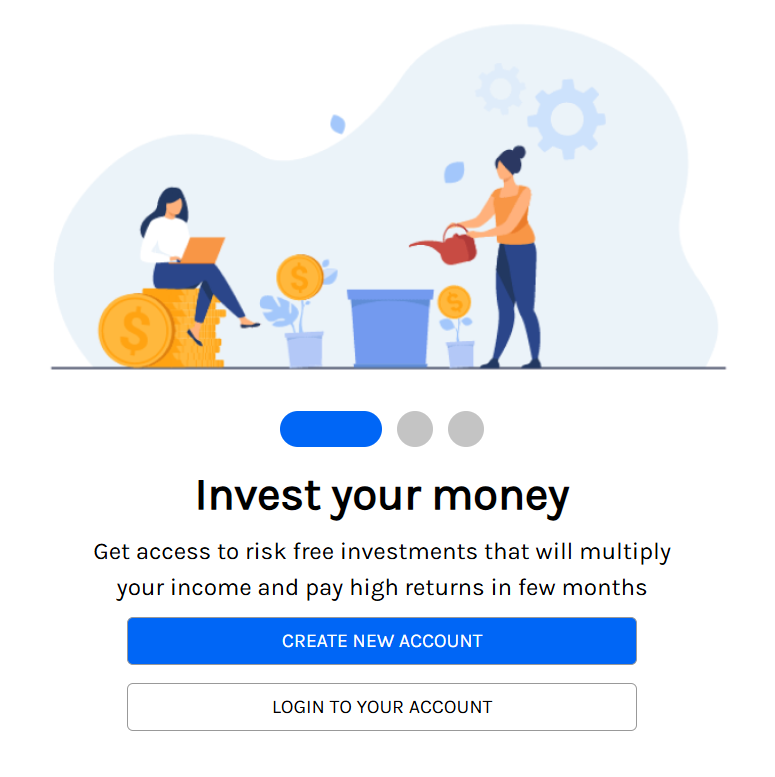 $
$
$
Invest your money
Get access to risk free investments that will multiply
your income and pay high returns in few months
CREATE NEW ACCOUNT
LOGIN TO YOUR ACCOUNT